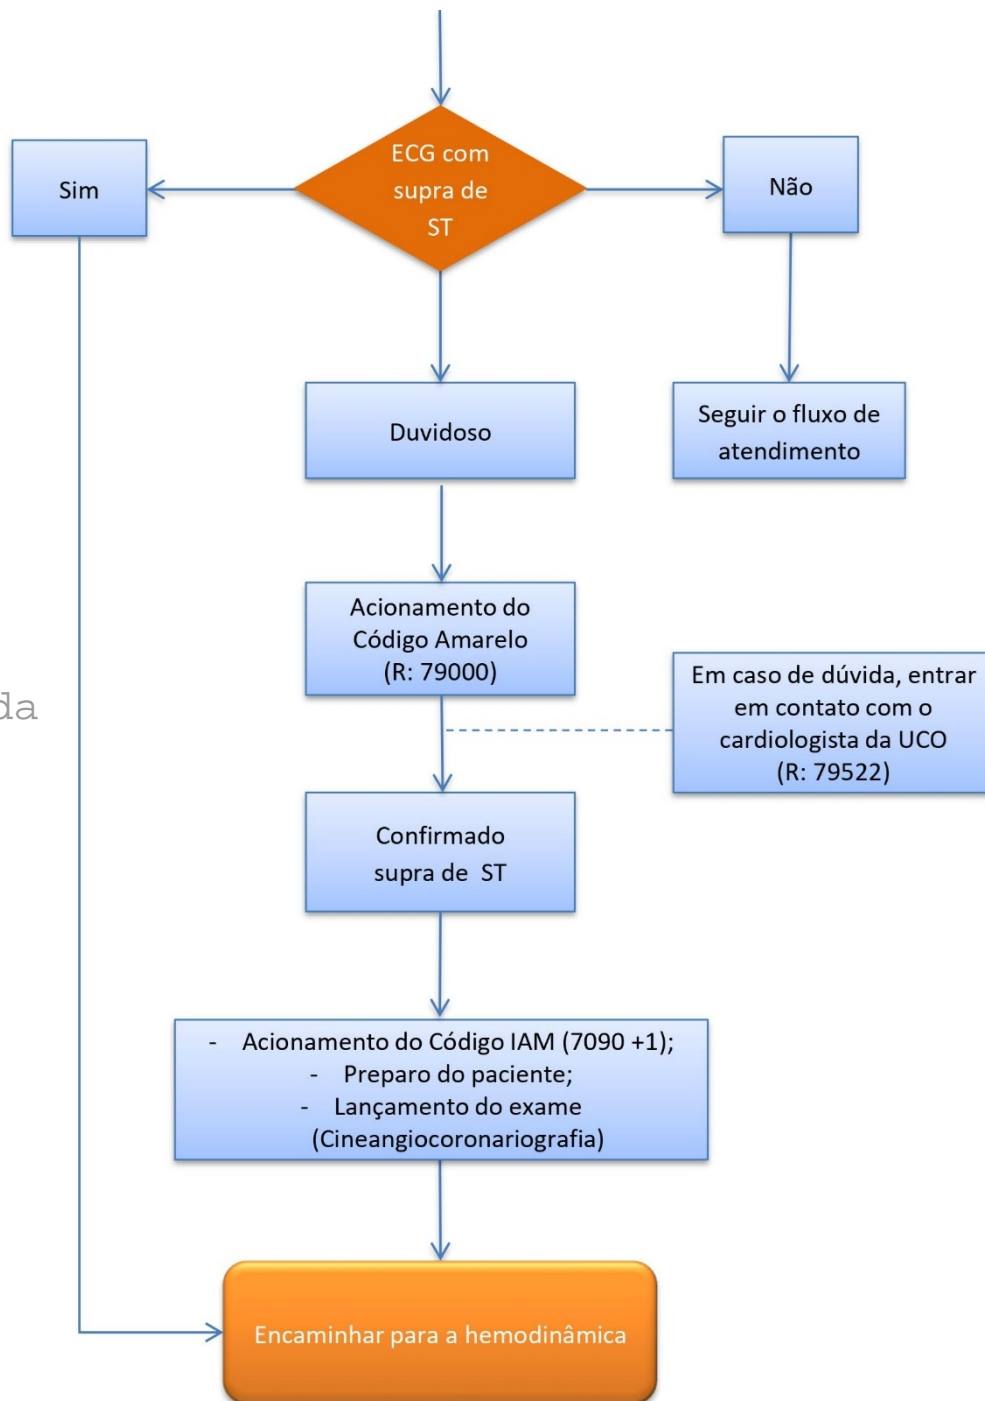 ECG com
supra de
ST
Sim
Não
Duvidoso
Seguir o fluxo de
atendimento
Acionamento do
Código Amarelo
(R: 79000)
Em caso de dúvida, entrar
em contato com o
cardiologista da UCO
(R: 79522)
da
Confirmado
supra de ST
- Acionamento do Código IAM (7090 +1);
- Preparo do paciente;
- Lançamento do exame
(Cineangiocoronariografia)
Encaminhar para a hemodinâmica